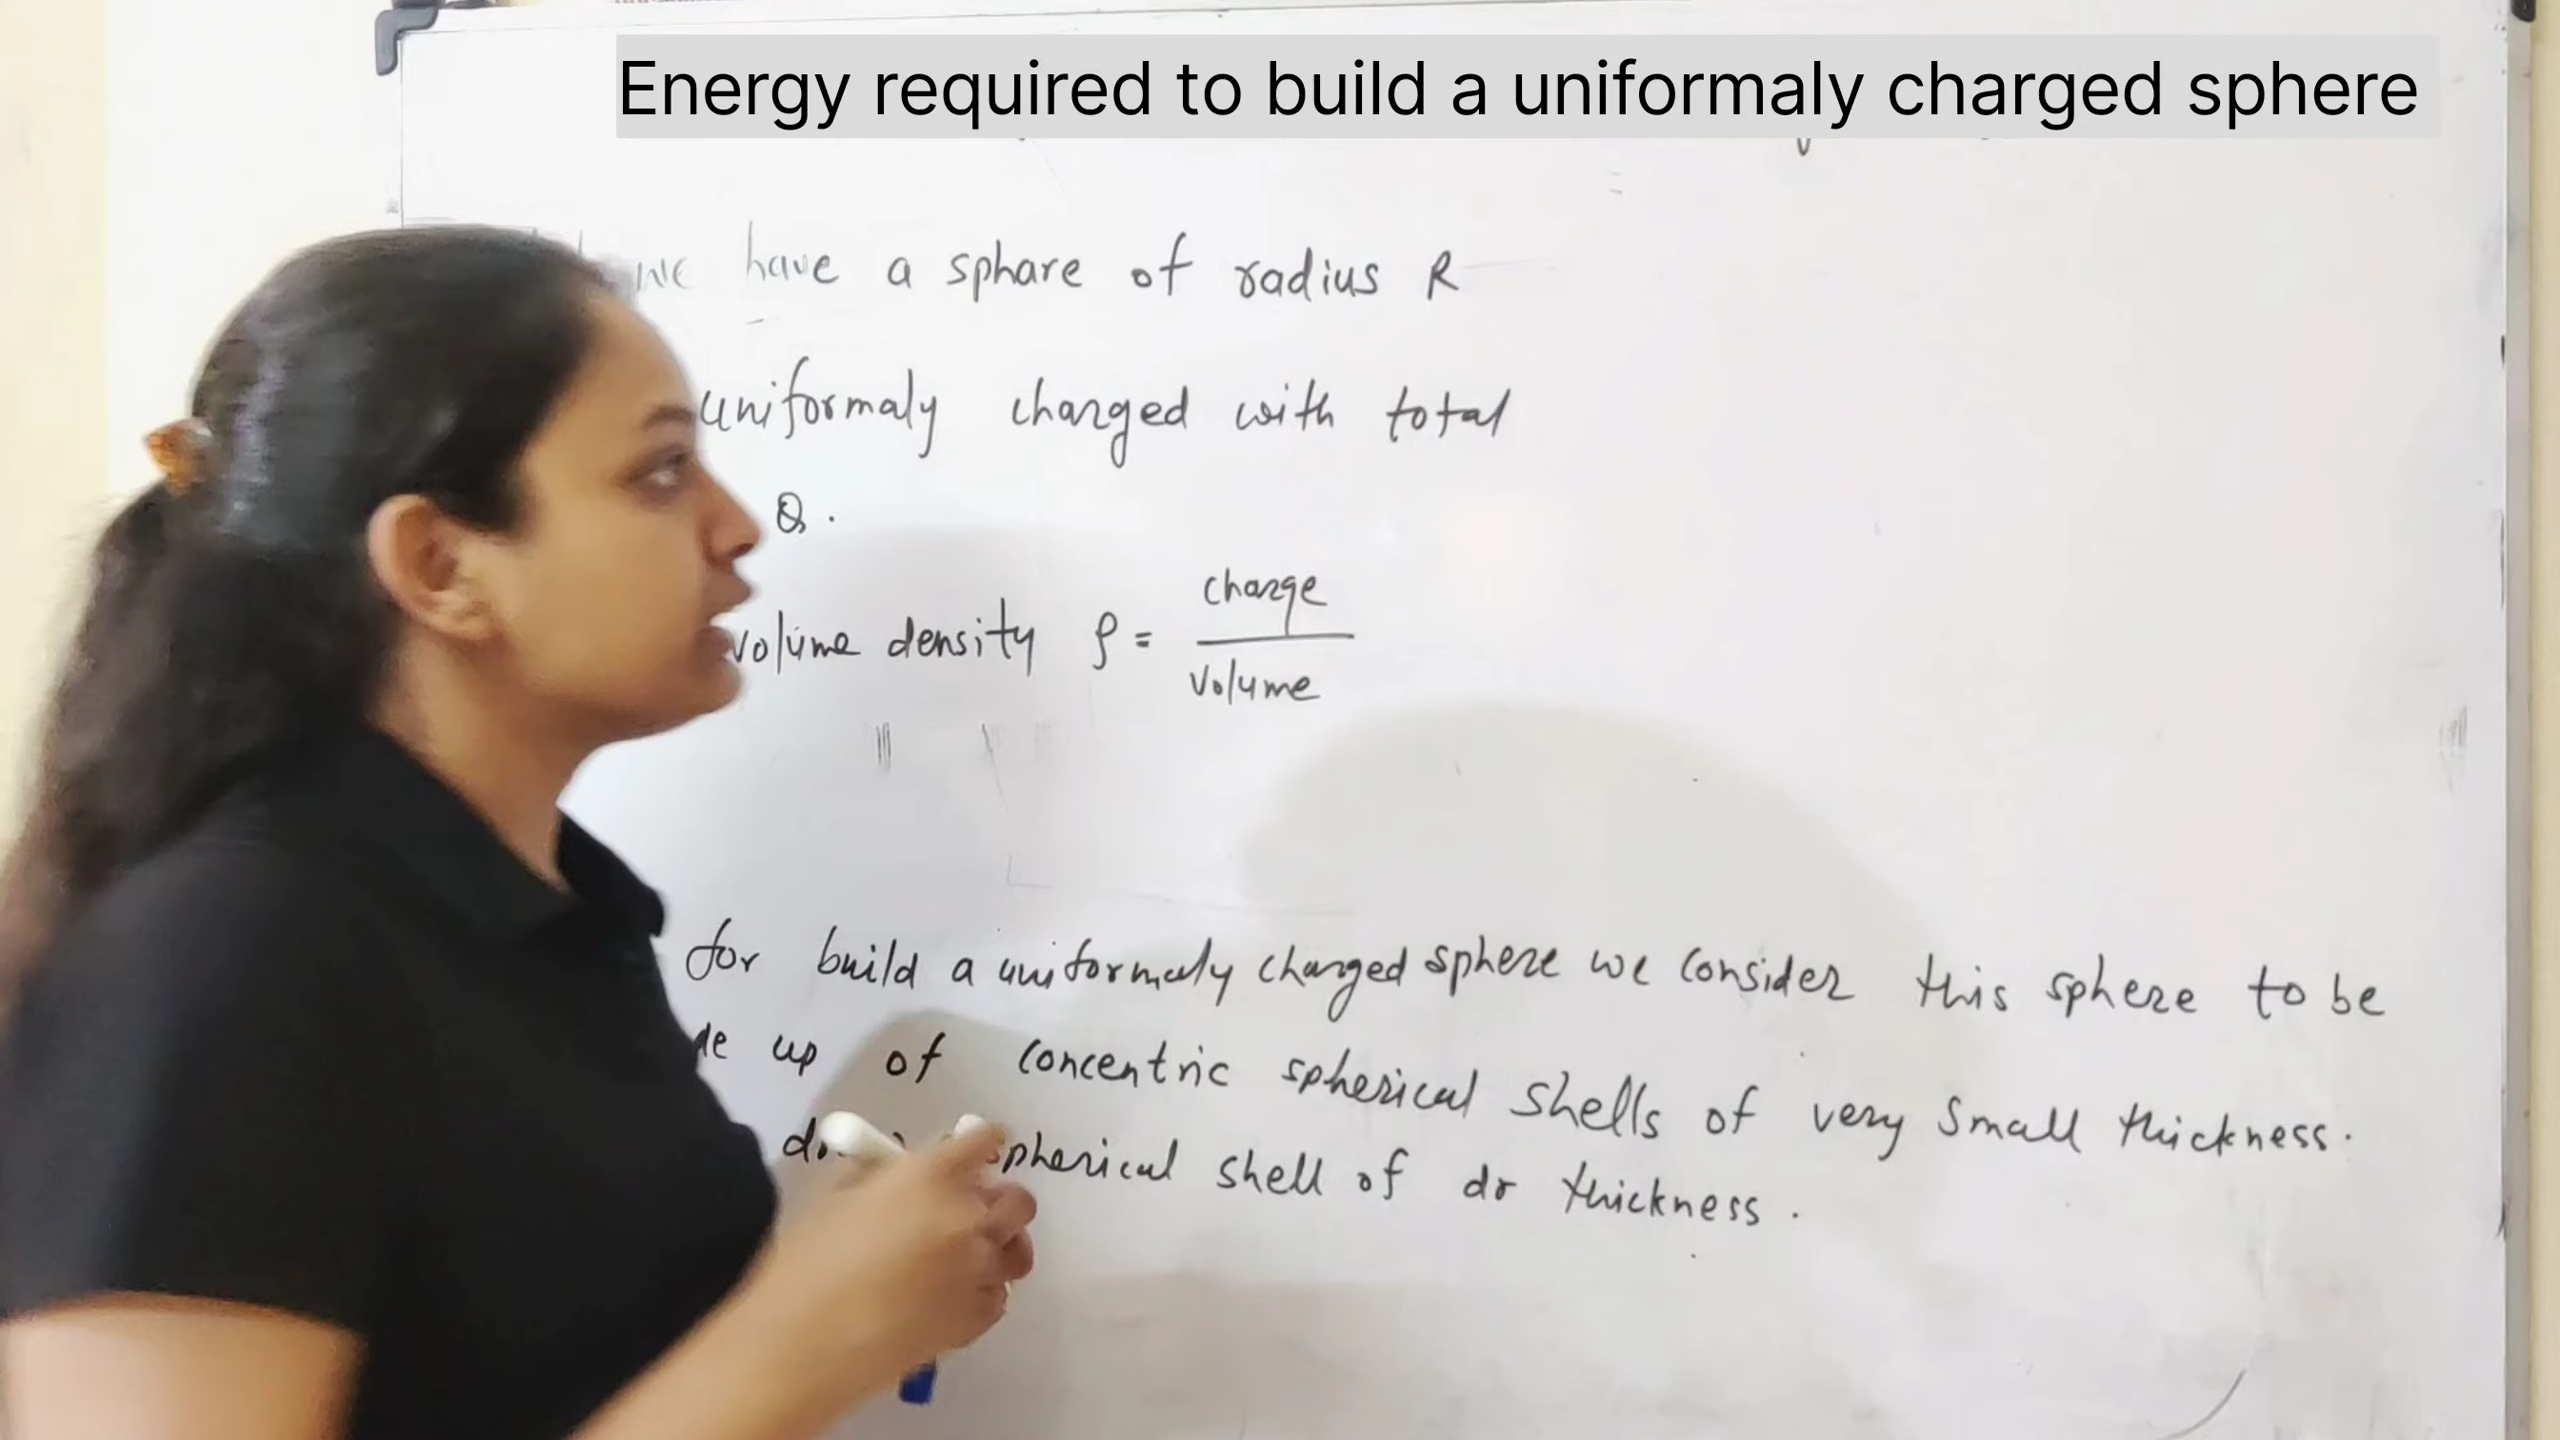 Energy required to build a uniformaly charged sphere
we have a sphare of radius R
uniformaly charged with total
Q.
volume density ρ = charge
volume
for build a uniformaly charged sphere we consider this sphere to be
de up of concentric spherical shells of very small thickness.
spherical shell of dr thickness.